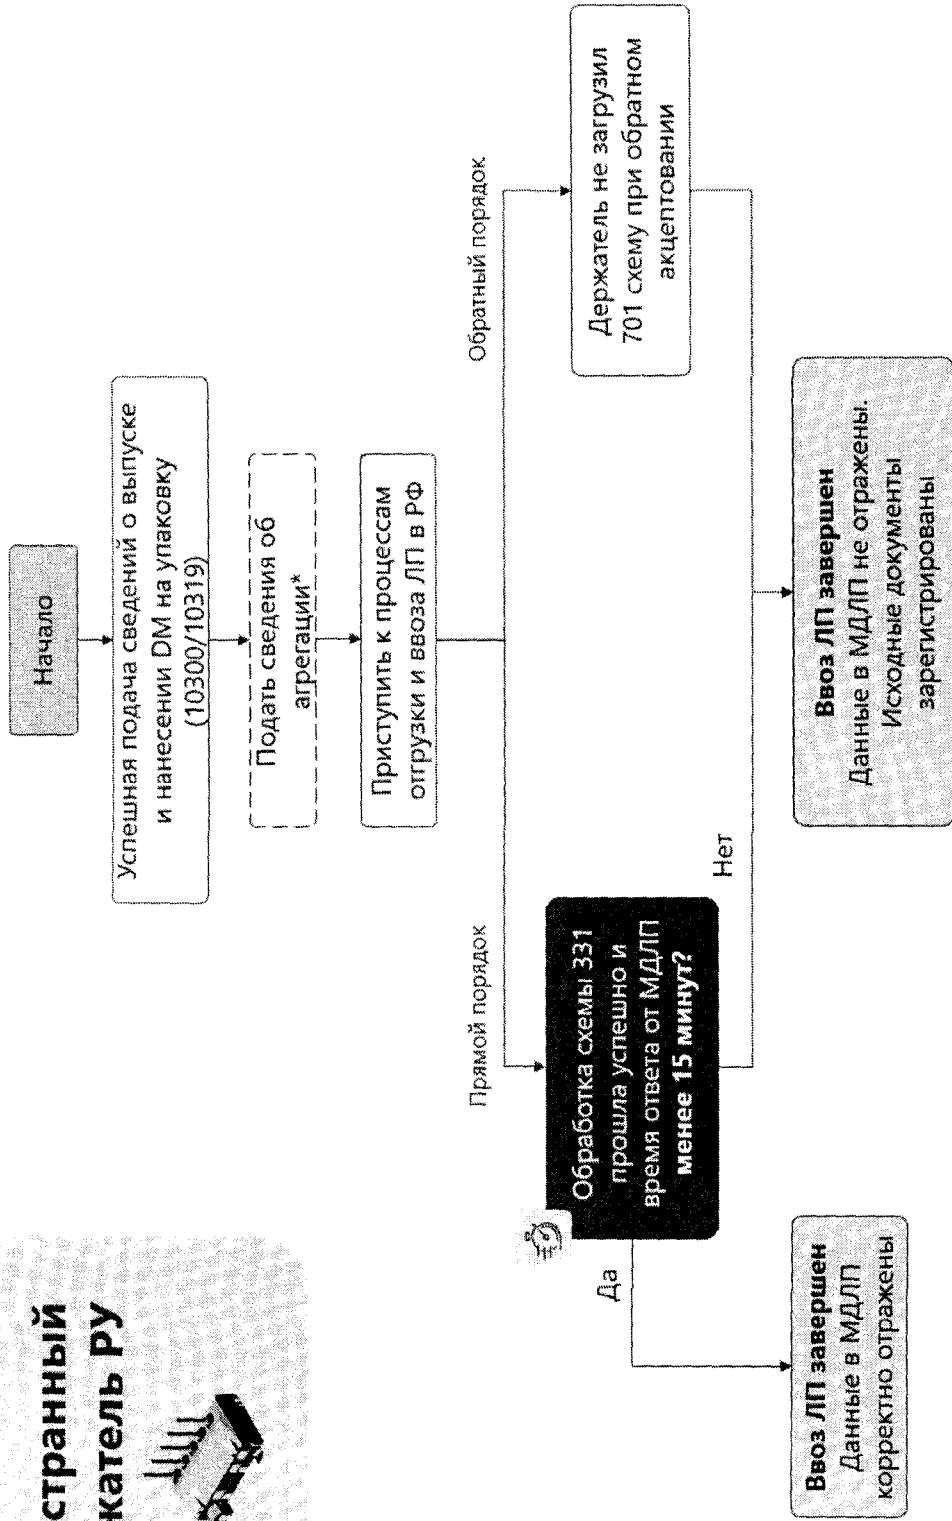 странный
жатель РУ
Начало
Успешная подача сведений о выпуске
и нанесении DM на упаковку
(10300/10319)
Подать сведения об
агрегации*
Приступить к процессам
отгрузки и ввоза ЛП в РФ
Прямой порядок
Обратный порядок
Обработка схемы 331
прошла успешно и
время ответа от МДЛП
менее 15 минут?
Держатель не загрузил
701 схему при обратном
акцептовании
Да
Нет
Ввоз ЛП завершен
Данные в МДЛП
корректно отражены
Ввоз ЛП завершен
Данные в МДЛП не отражены.
Исходные документы
зарегистрированы